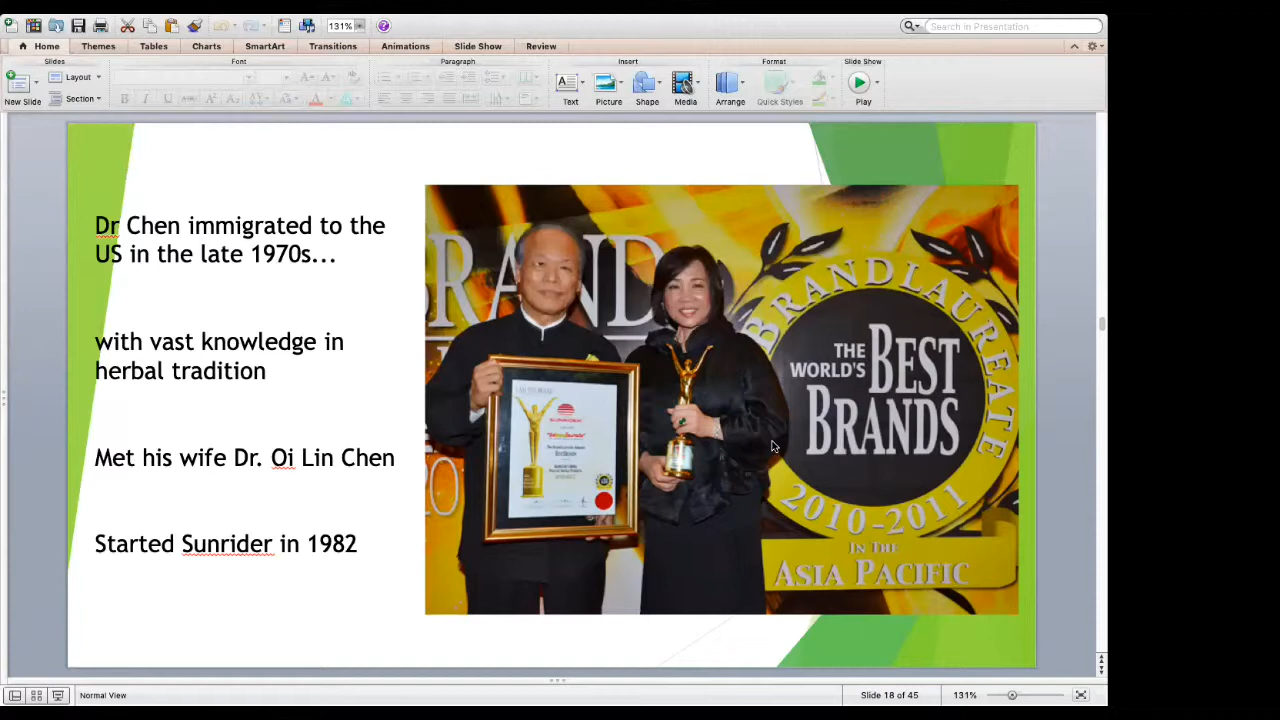 131%
Search in Presentation
Home Themes Tables Charts SmartArt Transitions Animations Slide Show Review
Slides Font Paragraph Insert Format Slide Show
Layout
Section
New Slide
B I U ABC
Text Picture Shape Media Arrange Quick Styles Play
Dr Chen immigrated to the
US in the late 1970s...
with vast knowledge in
herbal tradition
Met his wife Dr. Oi Lin Chen
Started Sunrider in 1982
BRAND
BRANDLAUREATE
THE
WORLD'S
BEST
BRANDS
2010-2011
IN THE
ASIA PACIFIC
Normal View
Slide 18 of 45
131%